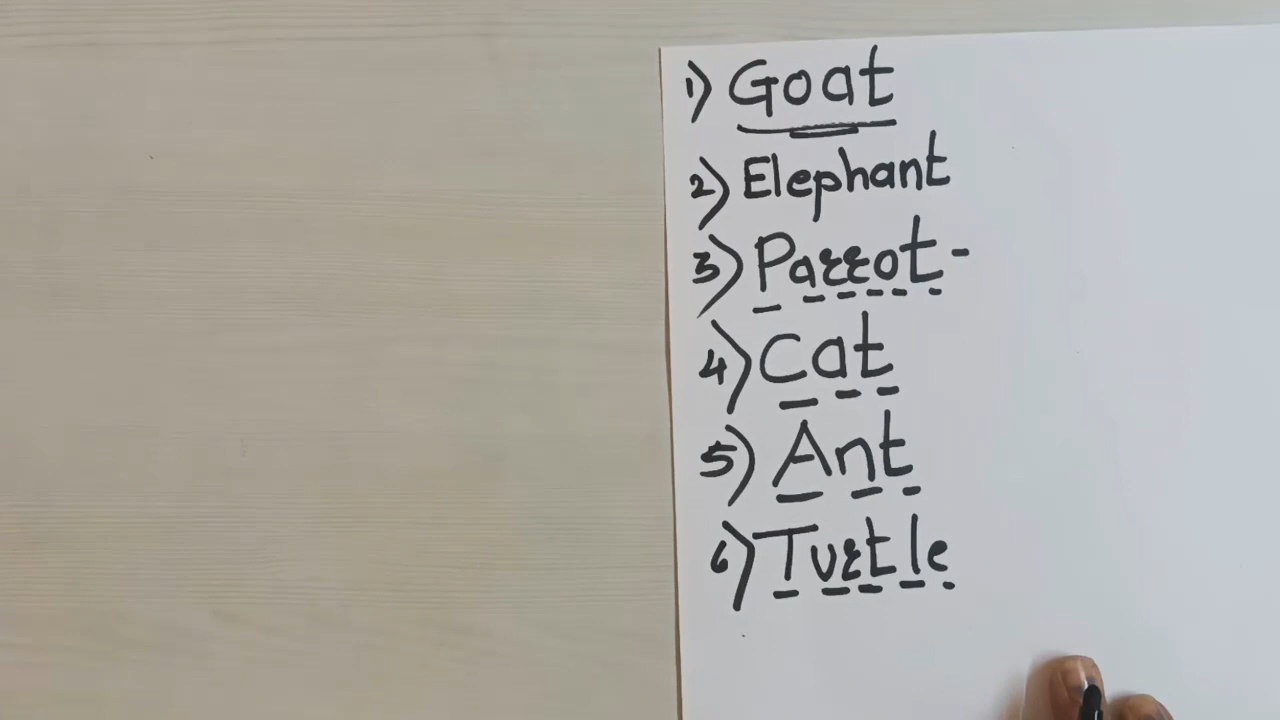 1) Goat
2) Elephant
3) Parrot -
4) Cat
5) Ant
6) Turtle